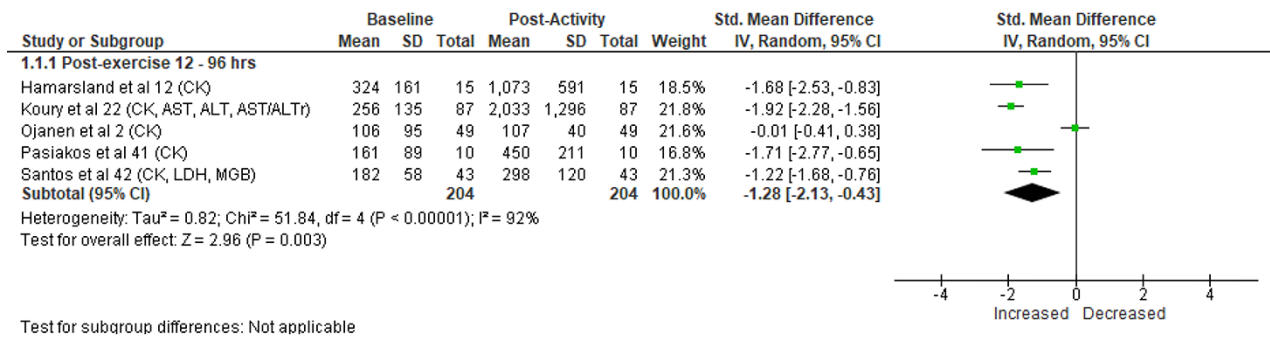 Baseline Post-Activity Std. Mean Difference Std. Mean Difference
Study or Subgroup Mean SD Total Mean SD Total Weight IV, Random, 95% CI IV, Random, 95% CI
1.1.1 Post-exercise 12 - 96 hrs
Hamarsland et al 12 (CK) 324 161 15 1,073 591 15 18.5% -1.68 [-2.53, -0.83]
Koury et al 22 (CK, AST, ALT, AST/ALTr) 256 135 87 2,033 1,296 87 21.8% -1.92 [-2.28, -1.56]
Ojanen et al 2 (CK) 106 95 49 107 40 49 21.6% -0.01 [-0.41, 0.38]
Pasiakos et al 41 (CK) 161 89 10 450 211 10 16.8% -1.71 [-2.77, -0.65]
Santos et al 42 (CK, LDH, MGB) 182 58 43 298 120 43 21.3% -1.22 [-1.68, -0.76]
Subtotal (95% CI) 204 204 100.0% -1.28 [-2.13, -0.43]
Heterogeneity: Tau² = 0.82; Chi² = 51.84, df = 4 (P < 0.00001); I² = 92%
Test for overall effect: Z = 2.96 (P = 0.003)
-4 -2 0 2 4
Increased Decreased
Test for subgroup differences: Not applicable